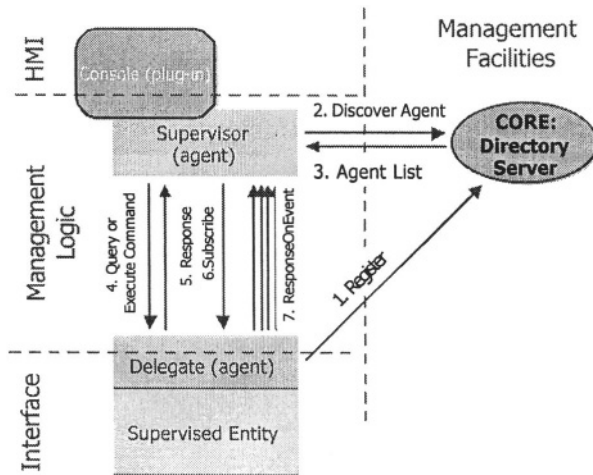 Management
Facilities
HMI
Console (plug-in)
2. Discover Agent
CORE:
Directory
Server
Supervisor
(agent)
3. Agent List
Management
Logic
4. Query or
Execute Command
5. Response
6.Subscribe
7. ResponseOnEvent
1. Register
Delegate (agent)
Interface
Supervised Entity